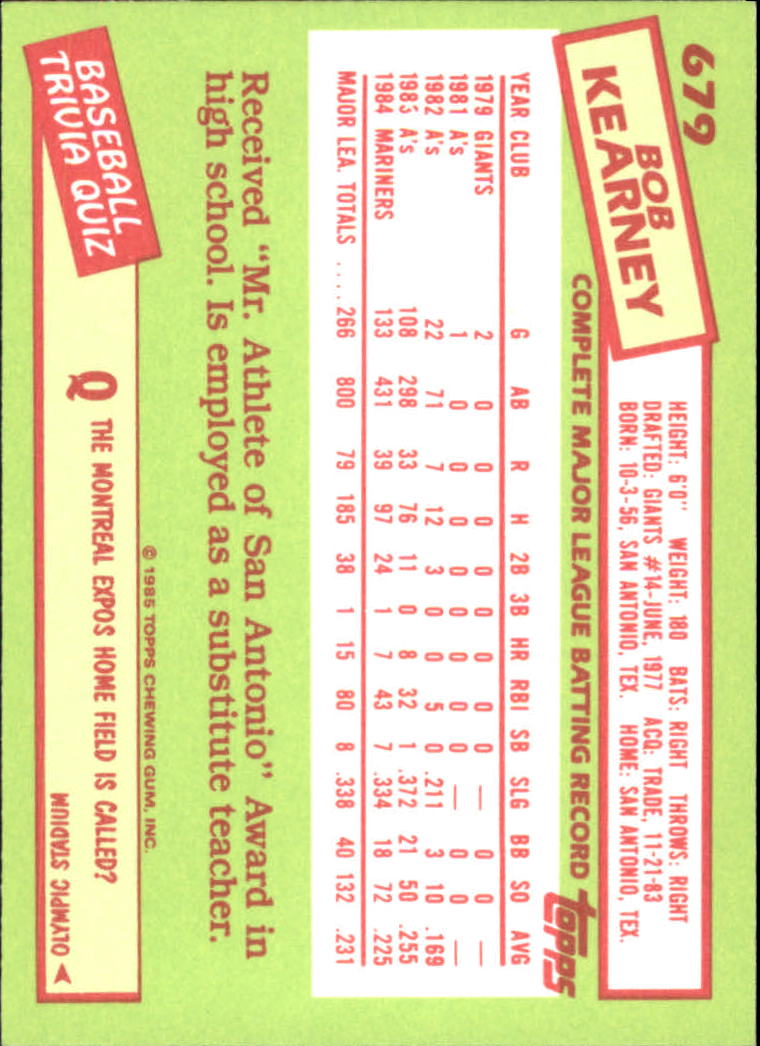 679
BOB
KEARNEY
HEIGHT: 6'0" WEIGHT: 180 BATS: RIGHT THROWS: RIGHT
DRAFTED: GIANTS #14-JUNE, 1977 ACQ: TRADE, 11-21-83
BORN: 10-3-56, SAN ANTONIO, TEX. HOME: SAN ANTONIO, TEX.
COMPLETE MAJOR LEAGUE BATTING RECORD topps
YEAR CLUB G AB R H 2B 3B HR RBI SB SLG BB SO AVG
1979 GIANTS 2 0 0 0 0 0 0 0 0 — 0 0 —
1981 A's 1 0 0 0 0 0 0 0 0 — 0 0 —
1982 A's 22 71 7 12 3 0 0 5 0 .211 3 10 .169
1983 A's 108 298 33 76 11 0 8 32 1 .372 21 50 .255
1984 MARINERS 133 431 39 97 24 1 7 43 7 .334 18 72 .225
MAJOR LEA. TOTALS ....266 800 79 185 38 1 15 80 8 .338 40 132 .231
Received "Mr. Athlete of San Antonio" Award in
high school. Is employed as a substitute teacher.
© 1985 TOPPS CHEWING GUM, INC.
BASEBALL
TRIVIA QUIZ
Q THE MONTREAL EXPOS HOME FIELD IS CALLED?
OLYMPIC STADIUM